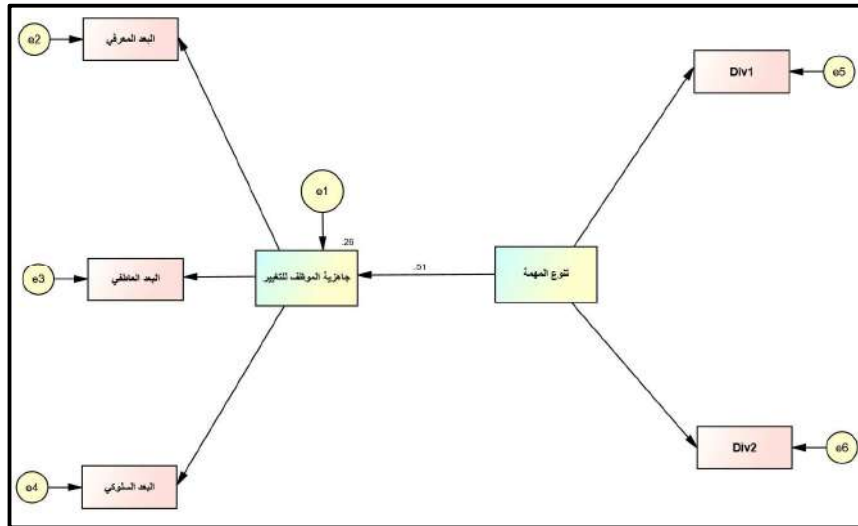 e2
البعد المعرفي
Div1
e5
e1
.26
e3
البعد العاطفي
جاهزية الموظف للتغيير
.51
تنوع المهمة
e4
البعد السلوكي
Div2
e6